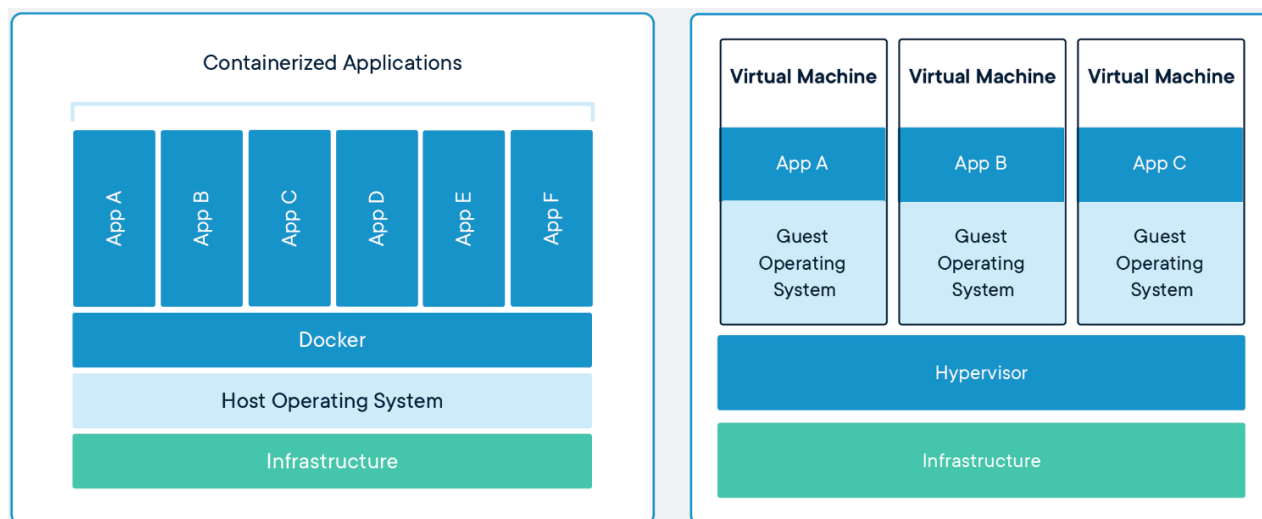 Containerized Applications
App A
App B
App C
App D
App E
App F
Docker
Host Operating System
Infrastructure
Virtual Machine
App A
Guest
Operating
System
Virtual Machine
App B
Guest
Operating
System
Virtual Machine
App C
Guest
Operating
System
Hypervisor
Infrastructure